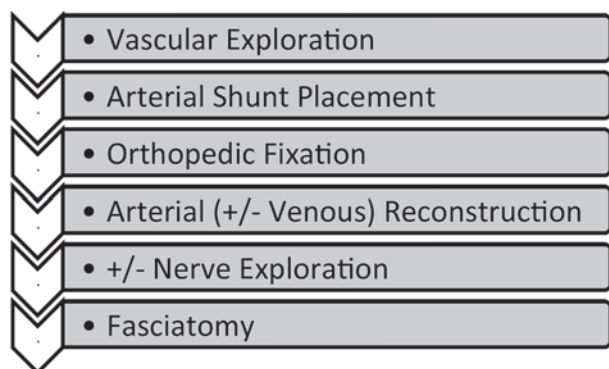 • Vascular Exploration
• Arterial Shunt Placement
• Orthopedic Fixation
• Arterial (+/- Venous) Reconstruction
• +/- Nerve Exploration
• Fasciatomy